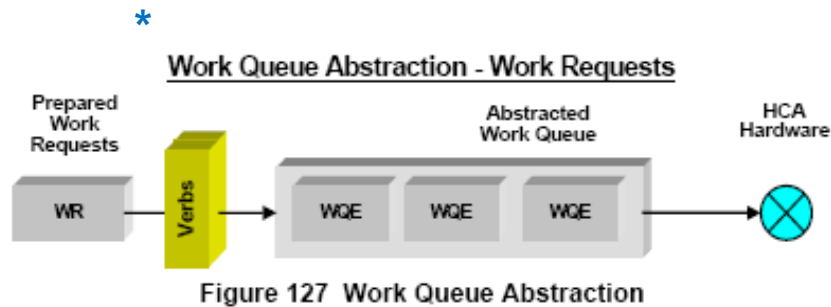 *
Work Queue Abstraction - Work Requests
Prepared
Work
Requests
Abstracted
Work Queue
HCA
Hardware
WR
Verbs
WQE
WQE
WQE
Figure 127 Work Queue Abstraction